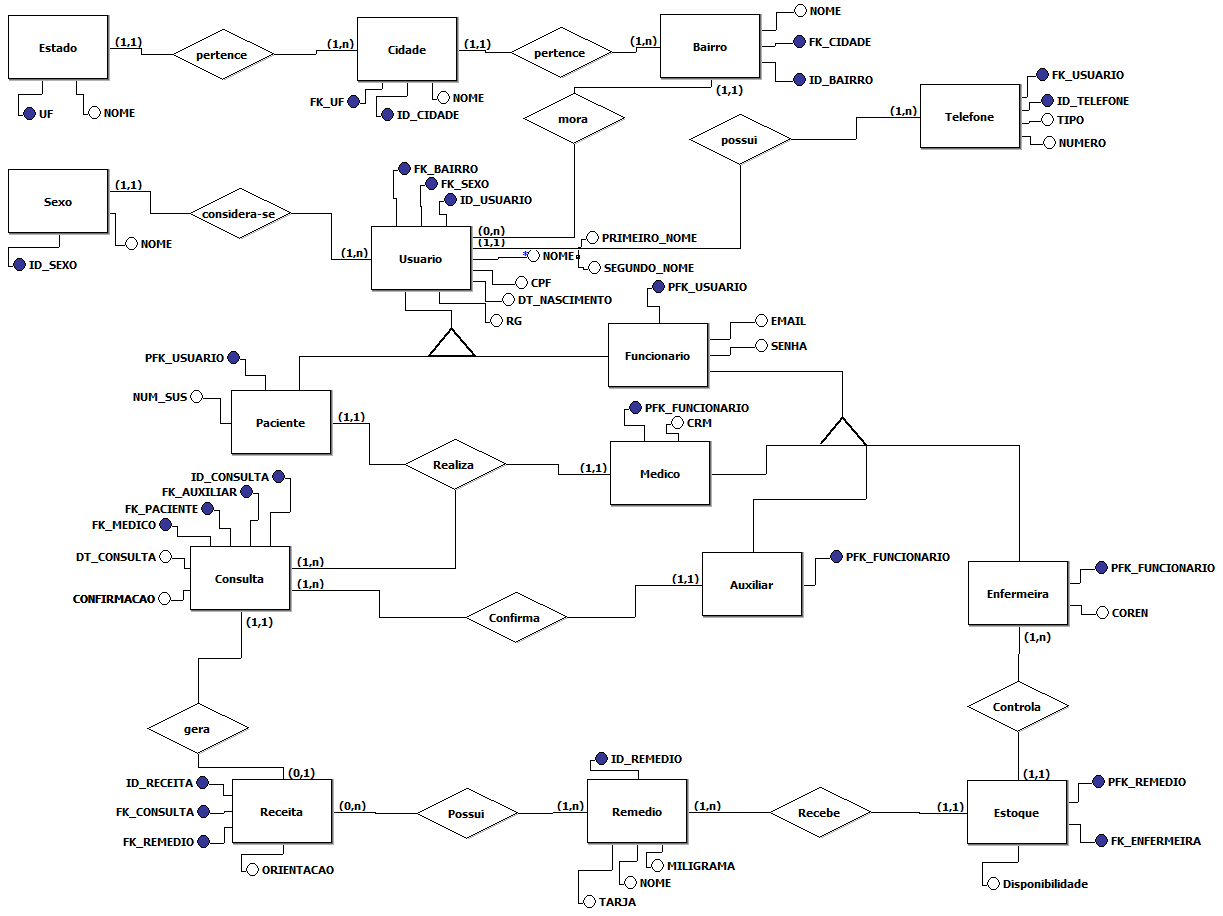 NOME
Estado
(1,1)
pertence
(1,n)
Cidade
(1,1)
pertence
(1,n)
Bairro
FK_CIDADE
ID_BAIRRO
(1,1)
UF
NOME
FK_UF
ID_CIDADE
NOME
mora
possui
(1,n)
Telefone
FK_USUARIO
ID_TELEFONE
TIPO
NUMERO
Sexo
(1,1)
NOME
ID_SEXO
considera-se
(1,n)
FK_BAIRRO
FK_SEXO
ID_USUARIO
Usuario
(0,n)
(1,1)
PRIMEIRO_NOME
*
NOME
SEGUNDO_NOME
CPF
DT_NASCIMENTO
RG
PFK_USUARIO
Funcionario
EMAIL
SENHA
PFK_USUARIO
NUM_SUS
Paciente
(1,1)
Realiza
(1,1)
PFK_FUNCIONARIO
CRM
Medico
ID_CONSULTA
FK_AUXILIAR
FK_PACIENTE
FK_MEDICO
DT_CONSULTA
CONFIRMACAO
Consulta
(1,n)
(1,n)
(1,1)
Confirma
(1,1)
Auxiliar
PFK_FUNCIONARIO
Enfermeira
PFK_FUNCIONARIO
COREN
(1,n)
Controla
(1,1)
gera
(0,1)
ID_RECEITA
FK_CONSULTA
FK_REMEDIO
Receita
ORIENTACAO
(0,n)
Possui
(1,n)
ID_REMEDIO
Remedio
MILIGRAMA
NOME
TARJA
(1,n)
Recebe
(1,1)
Estoque
PFK_REMEDIO
FK_ENFERMEIRA
Disponibilidade